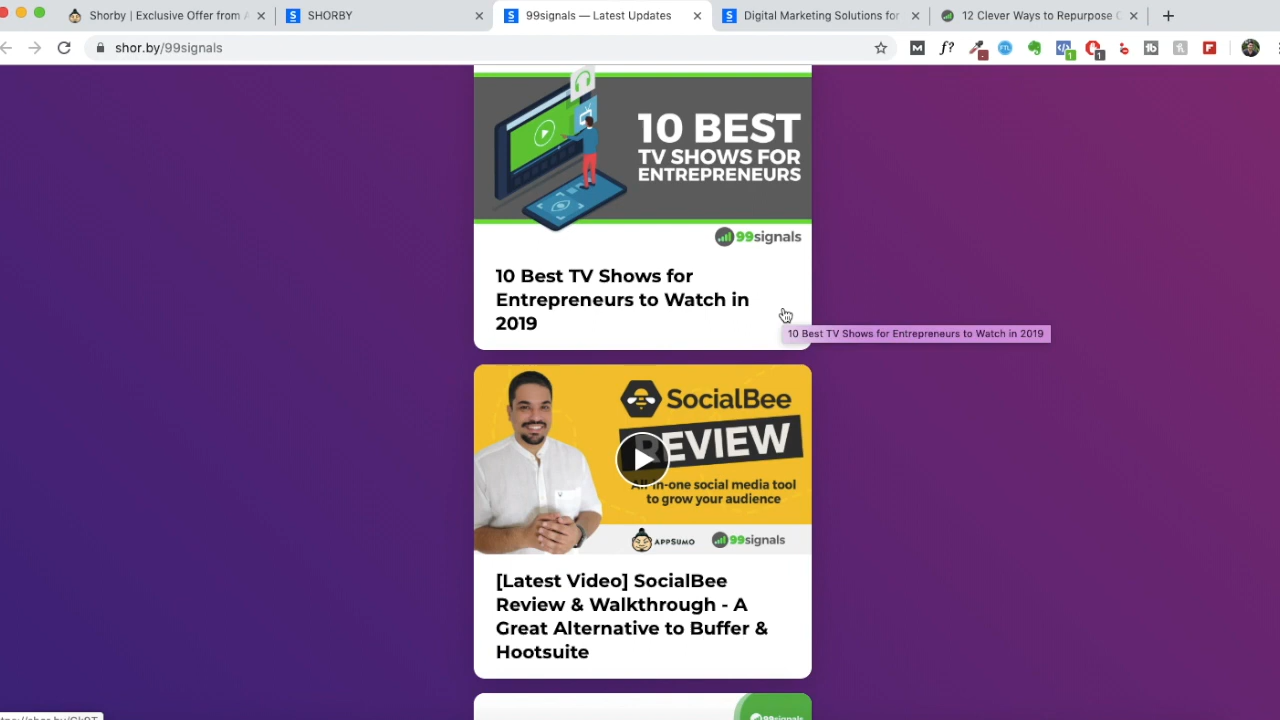 Shorby | Exclusive Offer from A
SHORBY
99signals — Latest Updates
Digital Marketing Solutions for
12 Clever Ways to Repurpose C
shor.by/99signals
10 BEST
TV SHOWS FOR
ENTREPRENEURS
99signals
10 Best TV Shows for
Entrepreneurs to Watch in
2019
10 Best TV Shows for Entrepreneurs to Watch in 2019
SocialBee
REVIEW
All-in-one social media tool
to grow your audience
APPSUMO
99signals
[Latest Video] SocialBee
Review & Walkthrough - A
Great Alternative to Buffer &
Hootsuite
99signals